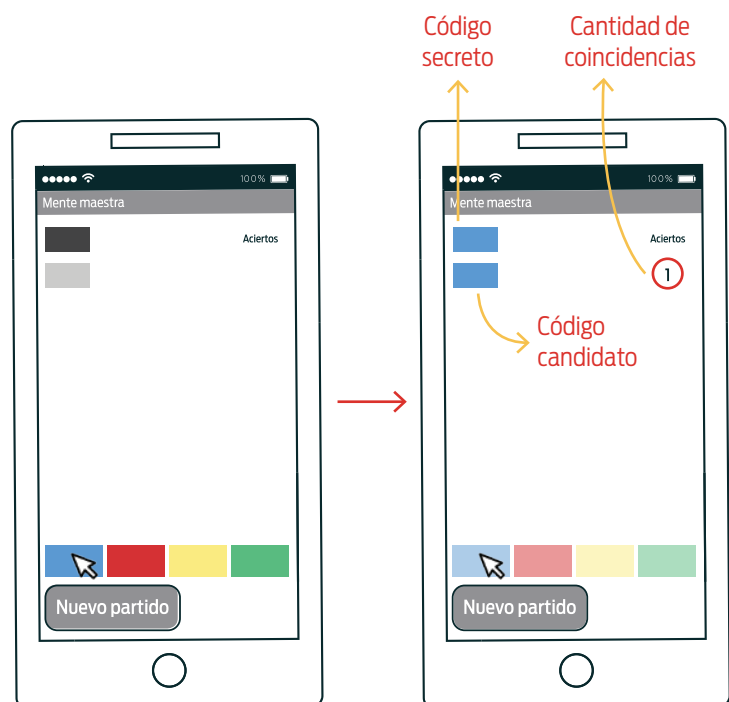 Código
secreto
Cantidad de
coincidencias
100%
Mente maestra
Aciertos
Nuevo partido
100%
Mente maestra
Aciertos
1
Código
candidato
Nuevo partido